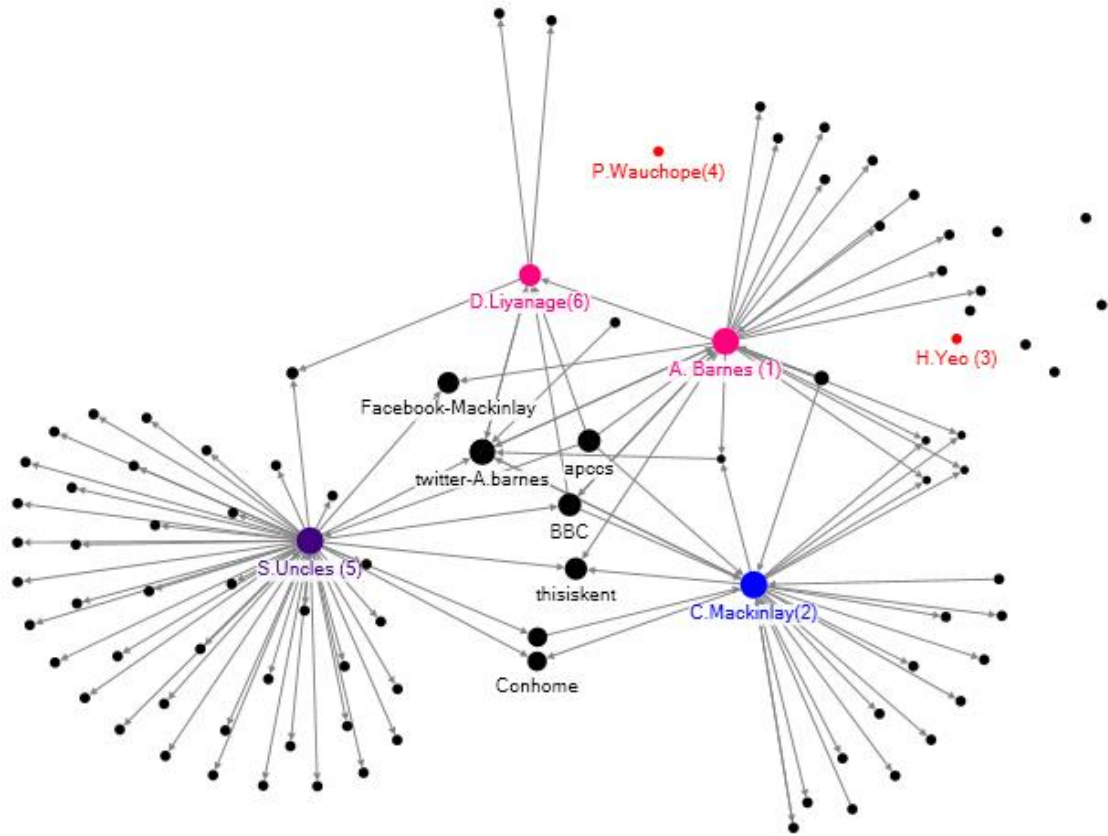 P.Wauchope(4)
D.Liyanage(6)
H.Yeo (3)
A. Barnes (1)
Facebook-Mackinlay
apccs
twitter-A.barnes
BBC
S.Uncles (5)
thisiskent
C.Mackinlay(2)
Conhome